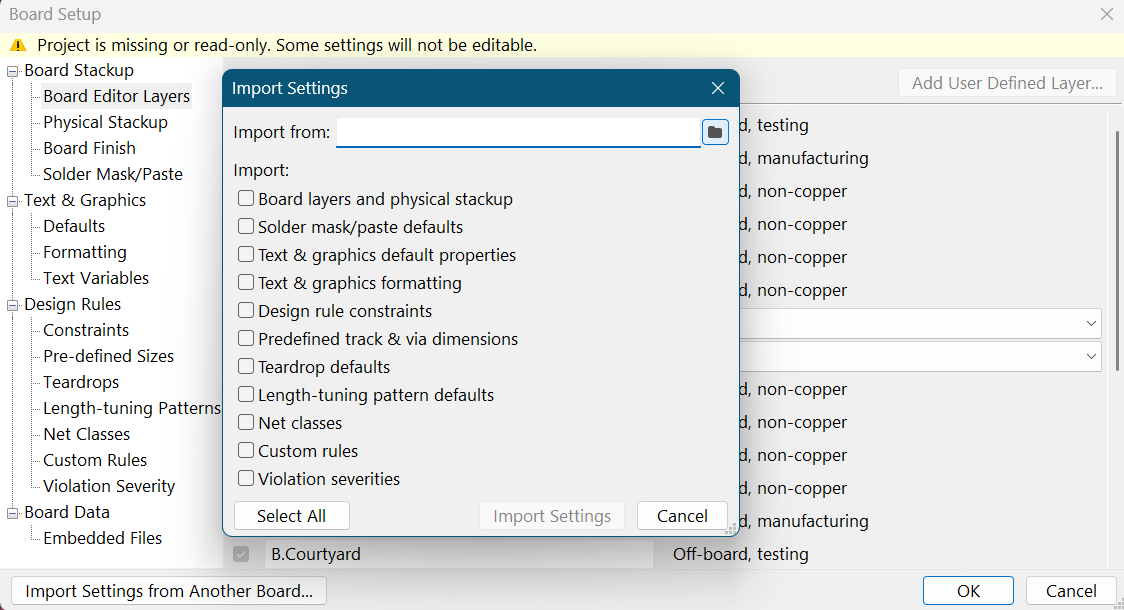 Board Setup
Project is missing or read-only. Some settings will not be editable.
Board Stackup
Board Editor Layers
Physical Stackup
Board Finish
Solder Mask/Paste
Text & Graphics
Defaults
Formatting
Text Variables
Design Rules
Constraints
Pre-defined Sizes
Teardrops
Length-tuning Patterns
Net Classes
Custom Rules
Violation Severity
Board Data
Embedded Files
Import Settings
Import from:
Import:
Board layers and physical stackup
Solder mask/paste defaults
Text & graphics default properties
Text & graphics formatting
Design rule constraints
Predefined track & via dimensions
Teardrop defaults
Length-tuning pattern defaults
Net classes
Custom rules
Violation severities
Select All
Import Settings
Cancel
Add User Defined Layer...
d, testing
d, manufacturing
d, non-copper
d, non-copper
d, non-copper
d, non-copper
d, non-copper
d, non-copper
d, non-copper
d, non-copper
d, manufacturing
B.Courtyard
Off-board, testing
Import Settings from Another Board...
OK
Cancel